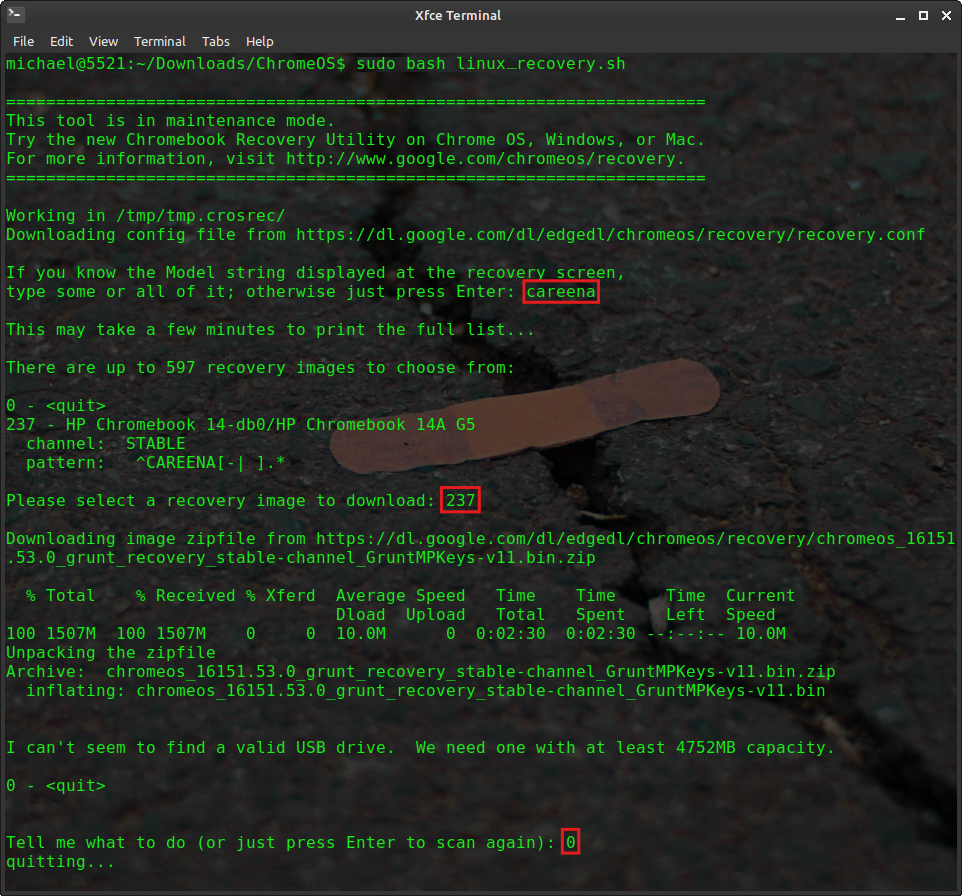 Xfce Terminal
File Edit View Terminal Tabs Help
michael@5521:~/Downloads/ChromeOS$ sudo bash linux_recovery.sh
======================================================================
This tool is in maintenance mode.
Try the new Chromebook Recovery Utility on Chrome OS, Windows, or Mac.
For more information, visit http://www.google.com/chromeos/recovery.
======================================================================
Working in /tmp/tmp.crosrec/
Downloading config file from https://dl.google.com/dl/edgedl/chromeos/recovery/recovery.conf
If you know the Model string displayed at the recovery screen,
type some or all of it; otherwise just press Enter: careena
This may take a few minutes to print the full list...
There are up to 597 recovery images to choose from:
0 - <quit>
237 - HP Chromebook 14-db0/HP Chromebook 14A G5
  channel:  STABLE
  pattern:   ^CAREENA[-| ].*
Please select a recovery image to download: 237
Downloading image zipfile from https://dl.google.com/dl/edgedl/chromeos/recovery/chromeos_16151
.53.0_grunt_recovery_stable-channel_GruntMPKeys-v11.bin.zip
  % Total    % Received % Xferd  Average Speed   Time    Time     Time  Current
                                 Dload  Upload   Total   Spent    Left  Speed
100 1507M  100 1507M    0     0  10.0M      0  0:02:30  0:02:30 --:--:-- 10.0M
Unpacking the zipfile
Archive:  chromeos_16151.53.0_grunt_recovery_stable-channel_GruntMPKeys-v11.bin.zip
  inflating: chromeos_16151.53.0_grunt_recovery_stable-channel_GruntMPKeys-v11.bin
I can't seem to find a valid USB drive.  We need one with at least 4752MB capacity.
0 - <quit>
Tell me what to do (or just press Enter to scan again): 0
quitting...